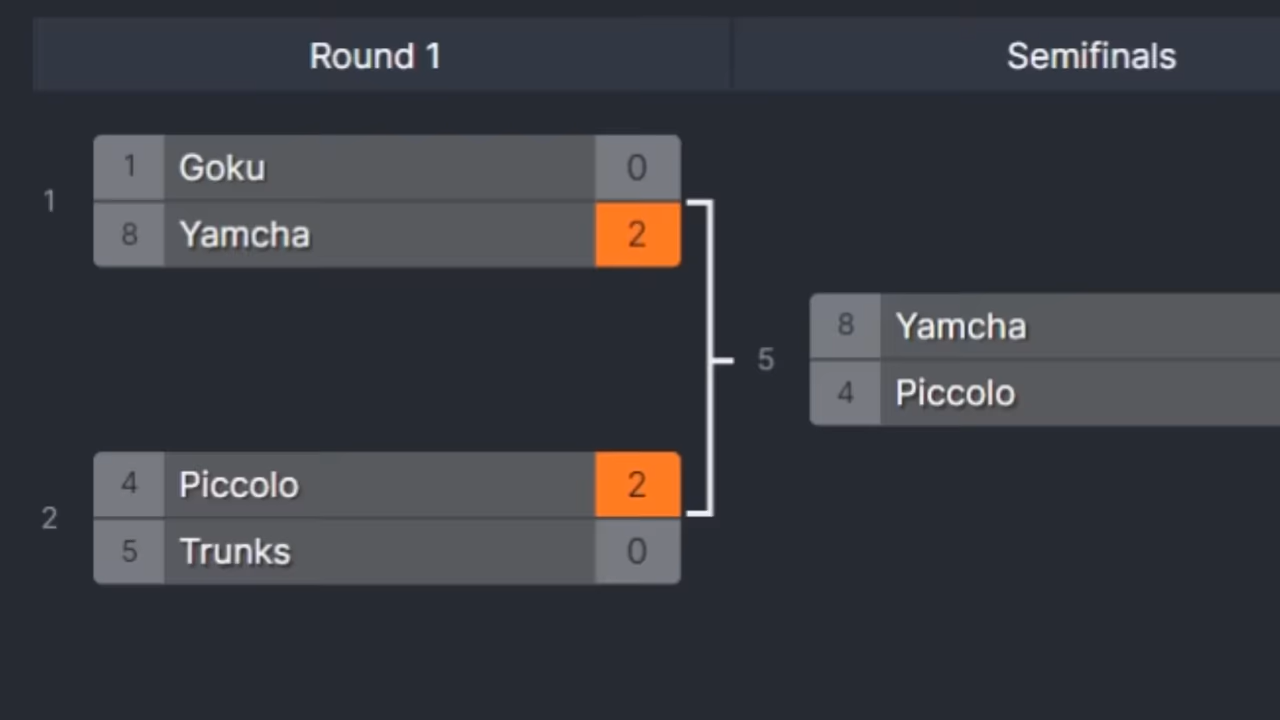 Round 1
Semifinals
1
1 Goku 0
8 Yamcha 2
5
8 Yamcha
4 Piccolo
2
4 Piccolo 2
5 Trunks 0